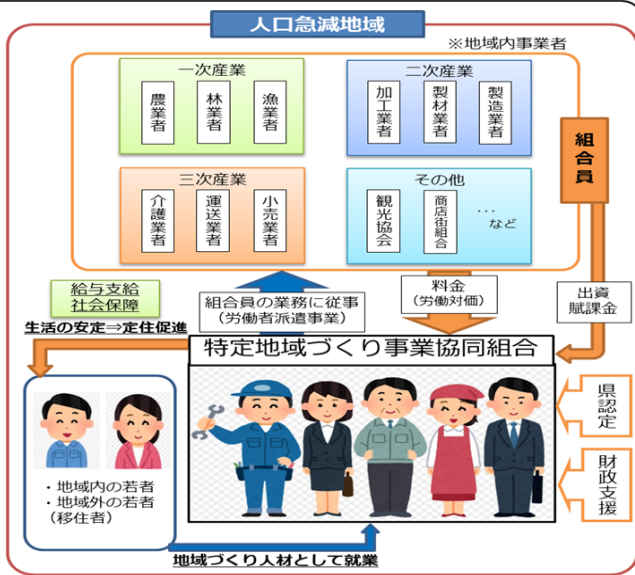 人口急減地域
※地域内事業者
一次産業
農業者
林業者
漁業者
二次産業
加工業者
製材業者
製造業者
三次産業
介護業者
運送業者
小売業者
その他
観光協会
商店街組合
…
など
組合員
給与支給
社会保障
生活の安定⇒定住促進
組合員の業務に従事
（労働者派遣事業）
料金
（労働対価）
出資
賦課金
特定地域づくり事業協同組合
県認定
財政支援
・地域内の若者
・地域外の若者
（移住者）
地域づくり人材として就業